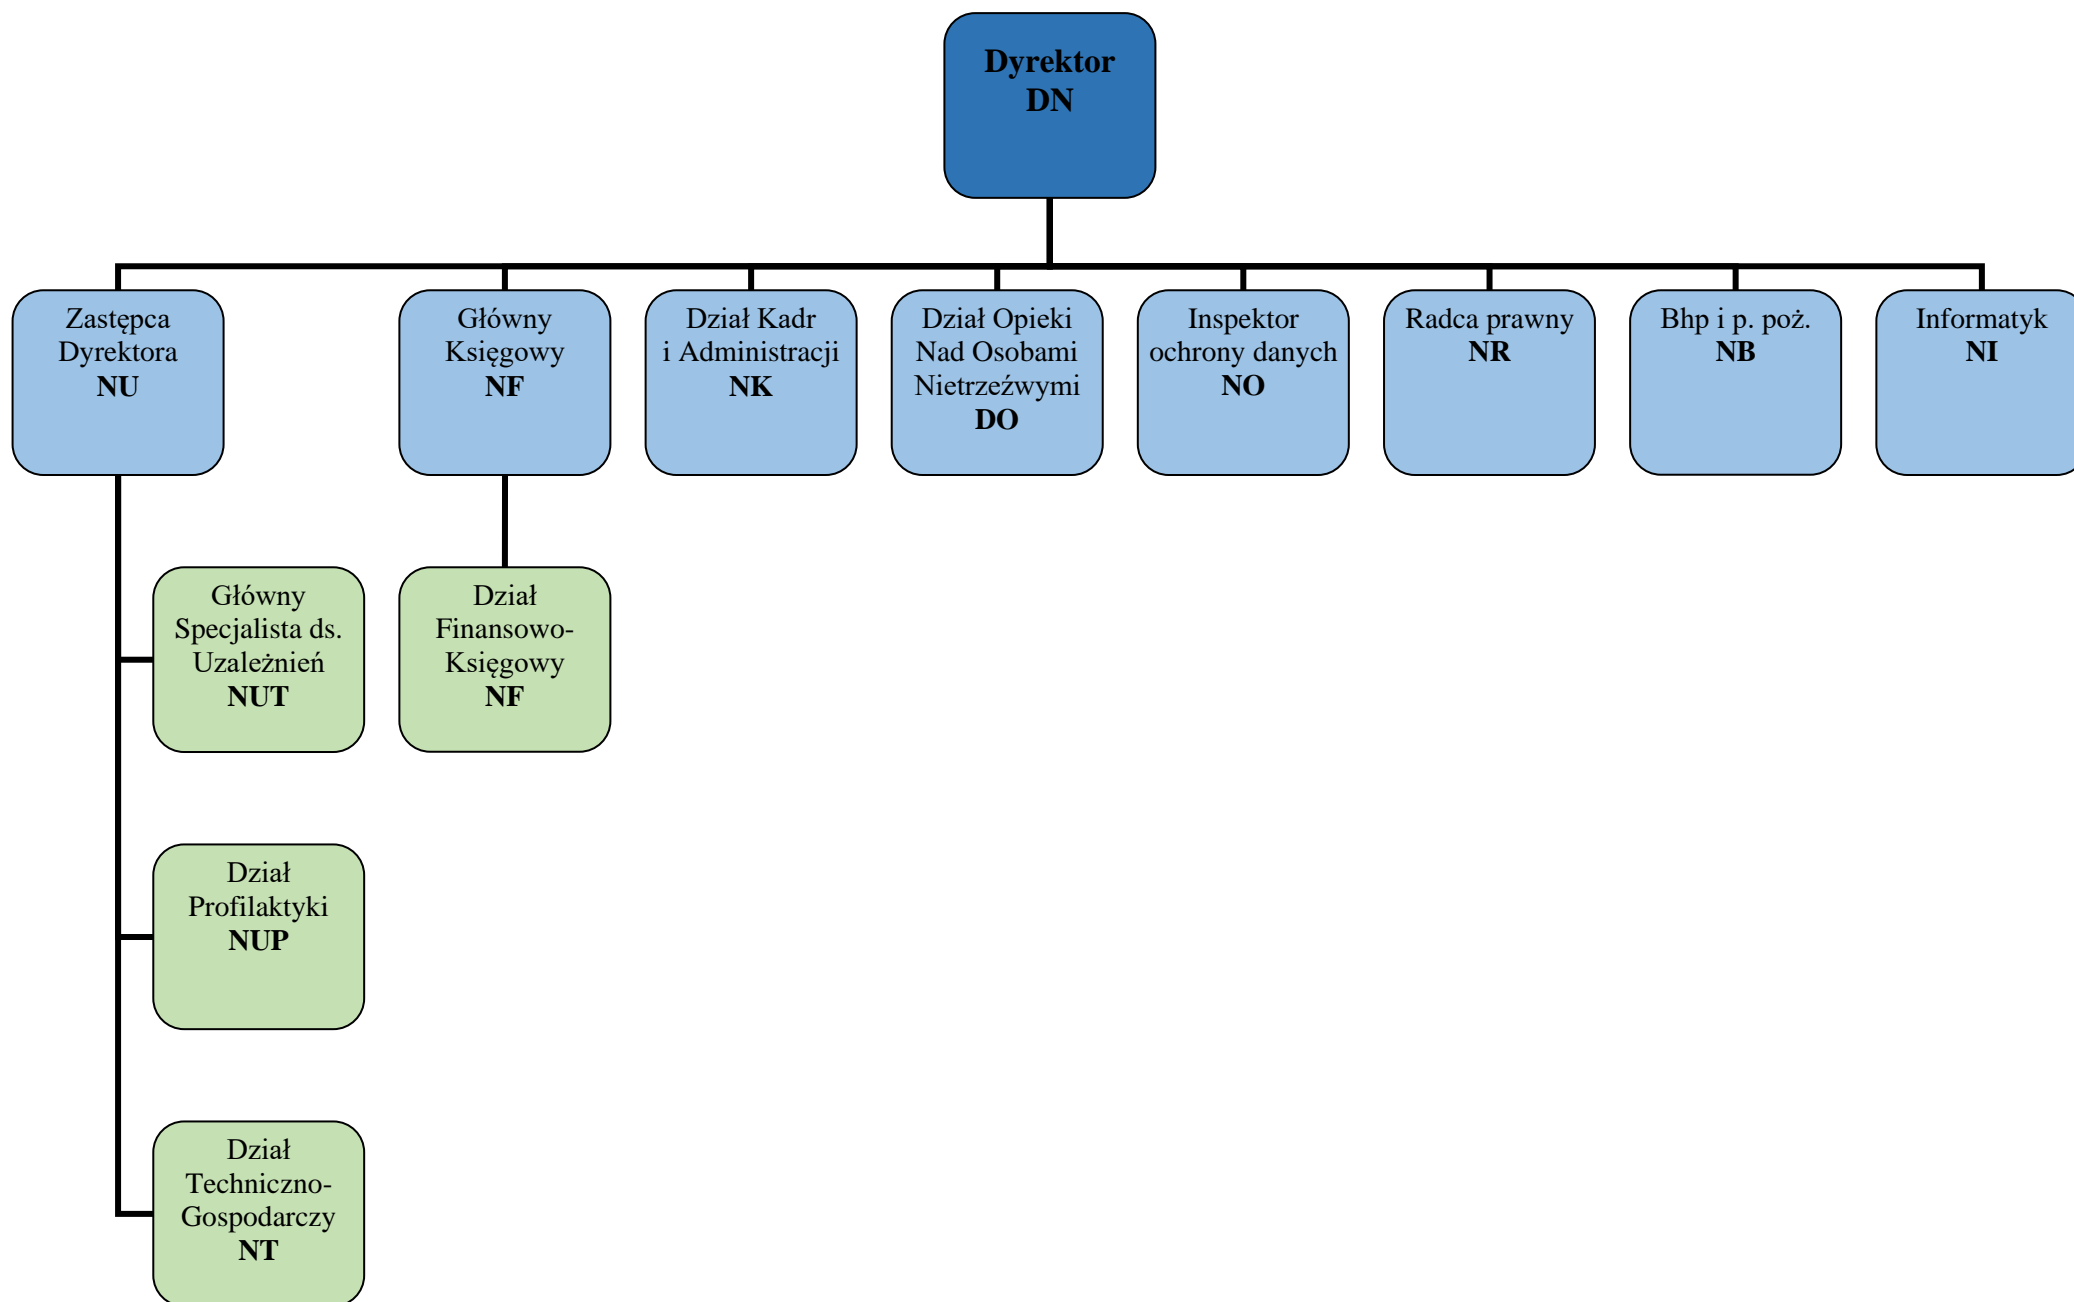 Dyrektor
DN
Zastępca
Dyrektora
NU
Główny
Księgowy
NF
Dział Kadr
i Administracji
NK
Dział Opieki
Nad Osobami
Nietrzeźwymi
DO
Inspektor
ochrony danych
NO
Radca prawny
NR
Bhp i p. poż.
NB
Informatyk
NI
Główny
Specjalista ds.
Uzależnień
NUT
Dział
Finansowo-
Księgowy
NF
Dział
Profilaktyki
NUP
Dział
Techniczno-
Gospodarczy
NT